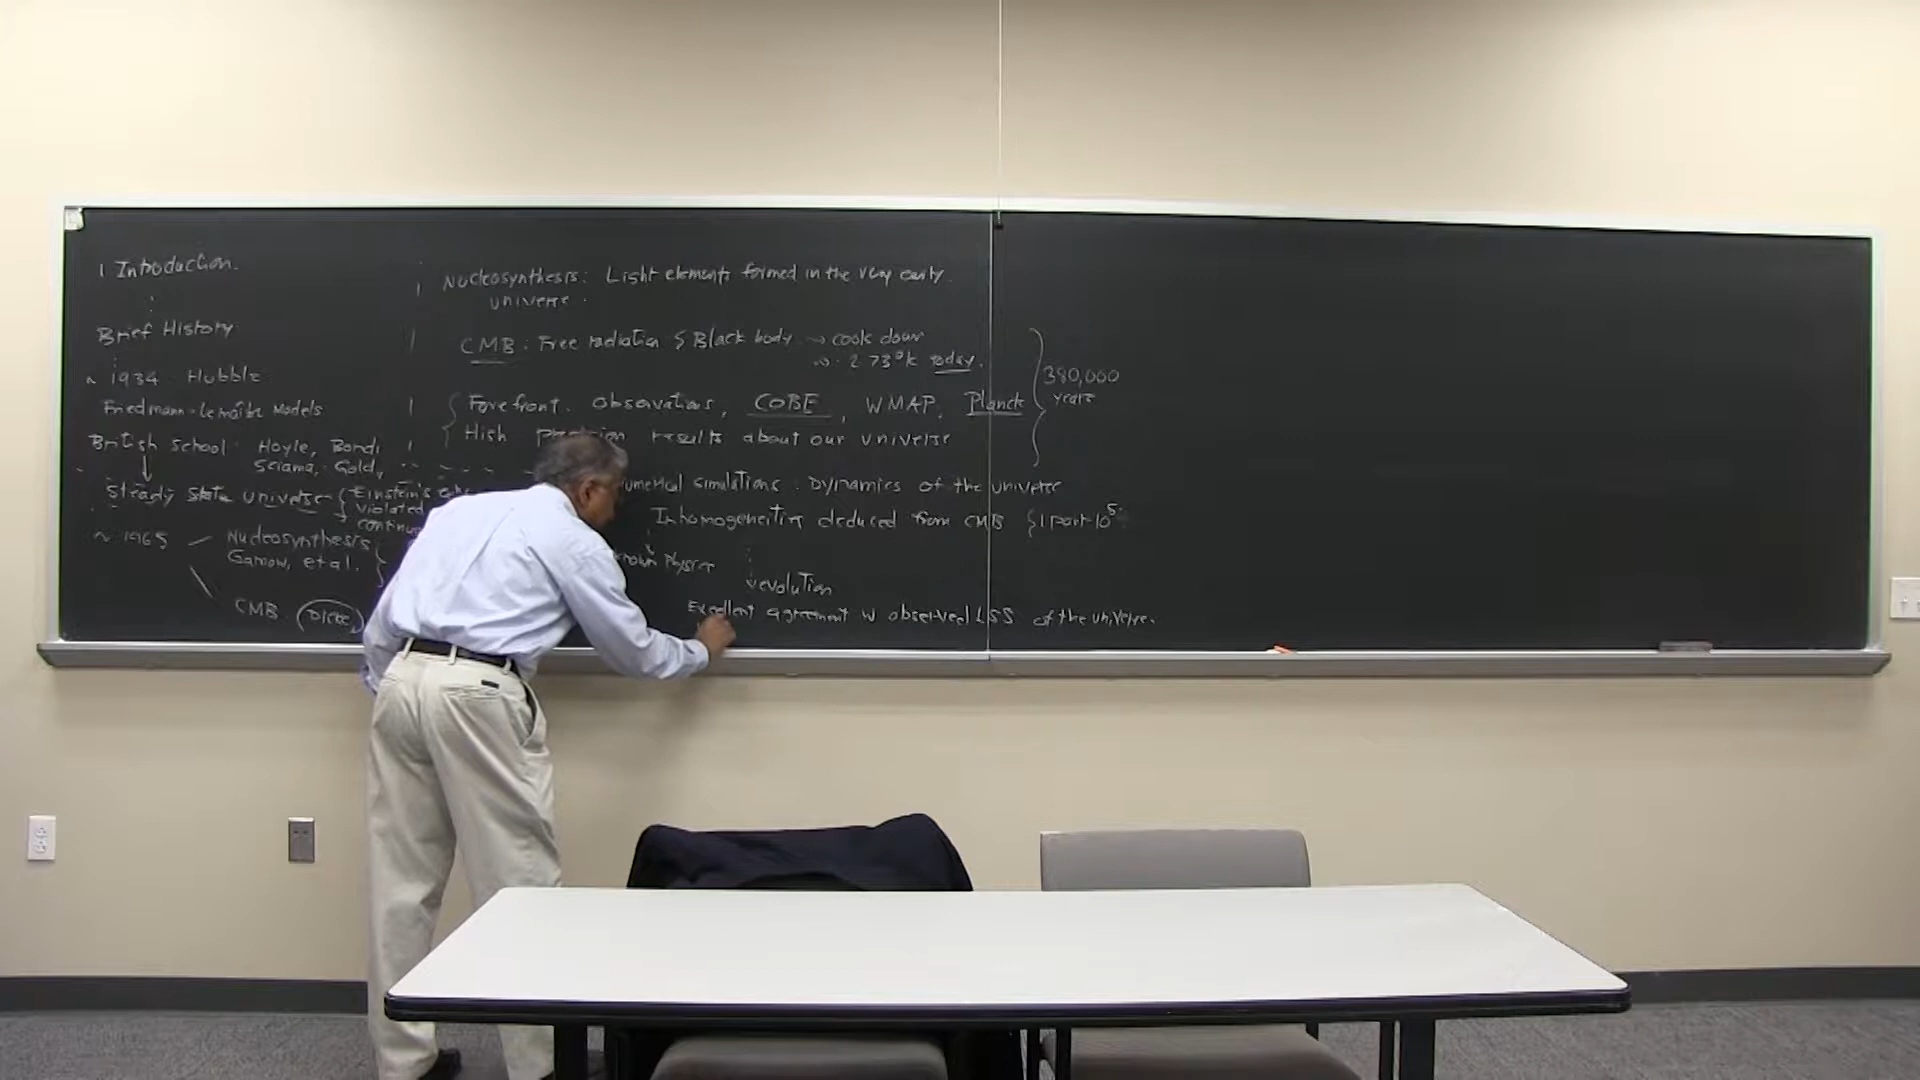 1 Introduction.
Brief History
~ 1934. Hubble
Friedmann-Lemaître Models
British School: Hoyle, Bondi
Sciama, Gold,
Steady State Universe { Einstein's
violated
~ 1965 — Nucleosynthesis
Gamow, et al.
CMB (Dicke,
Nucleosynthesis: Light elements formed in the very early
universe.
CMB: Free radiation & Black body → cools down
2.73°K today.
Forefront. Observations, COBE, WMAP, Planck
High precision results about our universe
380,000
years
Simulations. Dynamics of the universe
Inhomogeneities deduced from CMB { 1 part 10⁵
Physics
evolution
Excellent agreement w observed LSS of the universe.